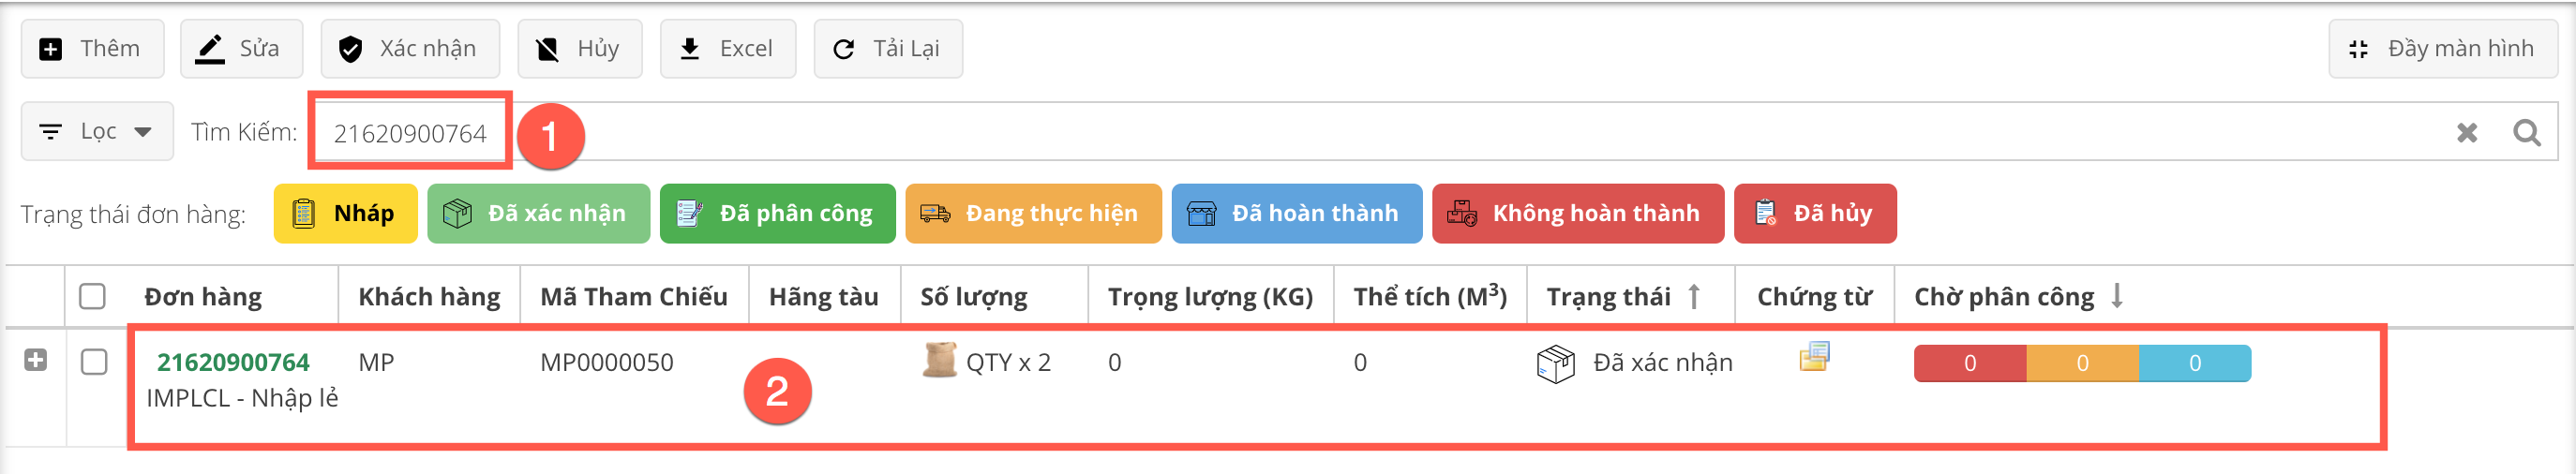 Thêm Sửa Xác nhận Hủy Excel Tải Lại Đầy màn hình
Lọc Tìm Kiếm: 21620900764 1
Trạng thái đơn hàng: Nháp Đã xác nhận Đã phân công Đang thực hiện Đã hoàn thành Không hoàn thành Đã hủy
Đơn hàng Khách hàng Mã Tham Chiếu Hãng tàu Số lượng Trọng lượng (KG) Thể tích (M³) Trạng thái ↑ Chứng từ Chờ phân công ↓
21620900764 MP MP0000050 QTY x 2 0 0 Đã xác nhận 0 0 0
2
IMPLCL - Nhập lẻ